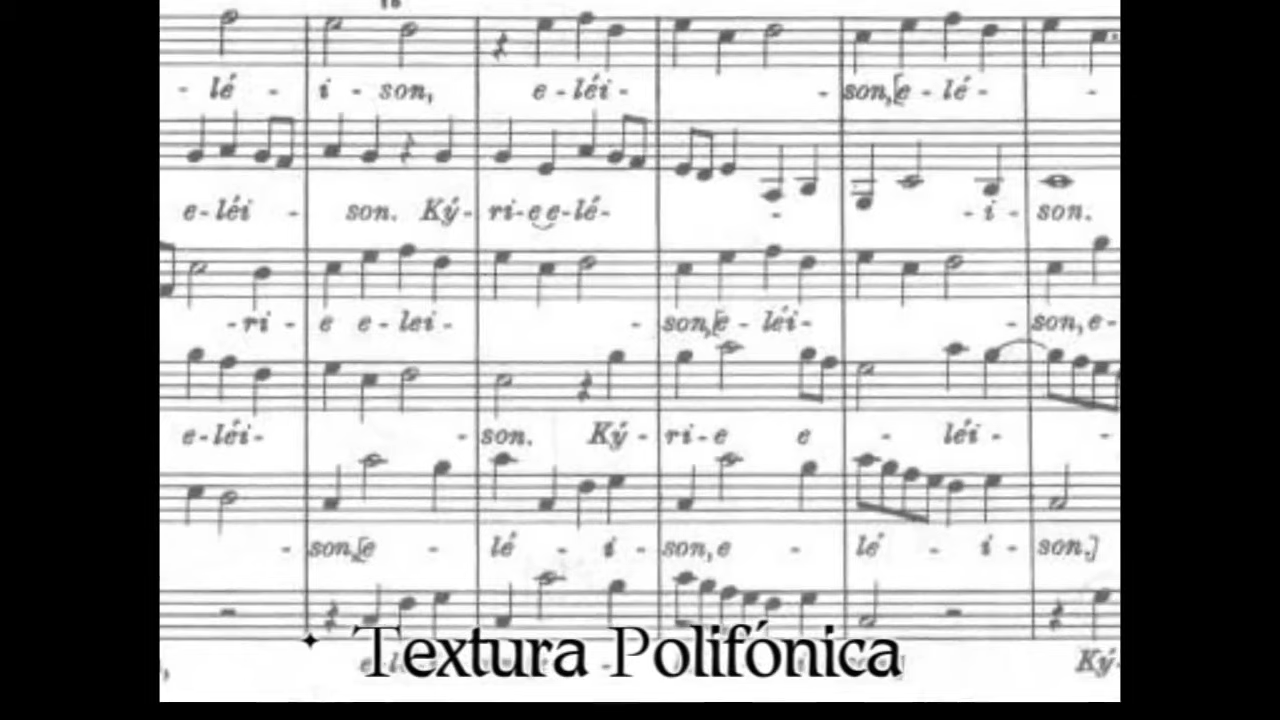 - lé - i - son, e - léi - - son,[e - lé - -
e-léi - son. Ký- ri-e e-lé- - - i - son.
-ri - e e - lei - - son,[e - léi- - son, e-
e-léi- - son. Ký - ri-e e - léi - -
- son,[e - lé - i - son, e - lé - i - son.]
Ký-
Textura Polifónica